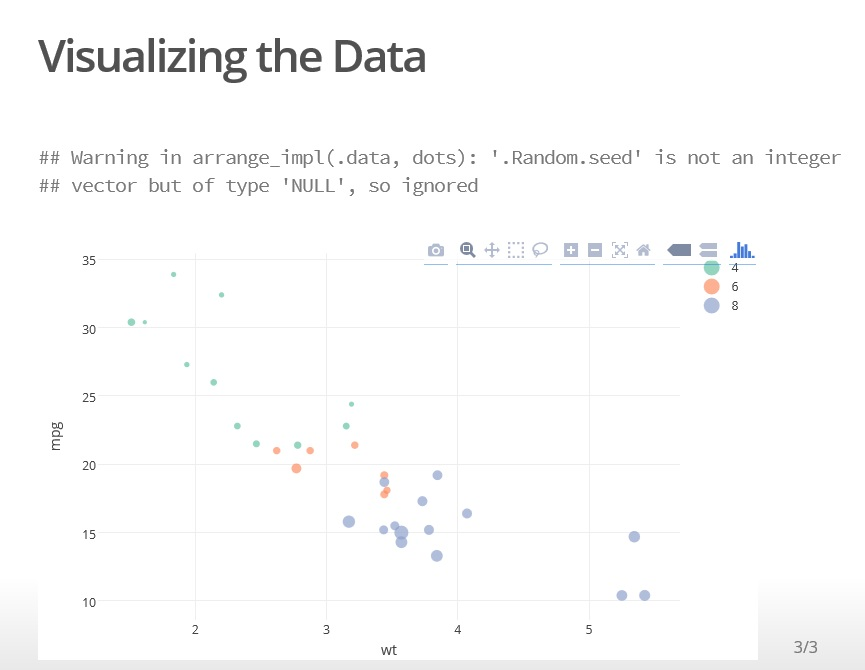 Visualizing the Data
## Warning in arrange_impl(.data, dots): '.Random.seed' is not an integer
## vector but of type 'NULL', so ignored
4
6
8
35
30
25
20
15
10
mpg
2 3 4 5
wt
3/3